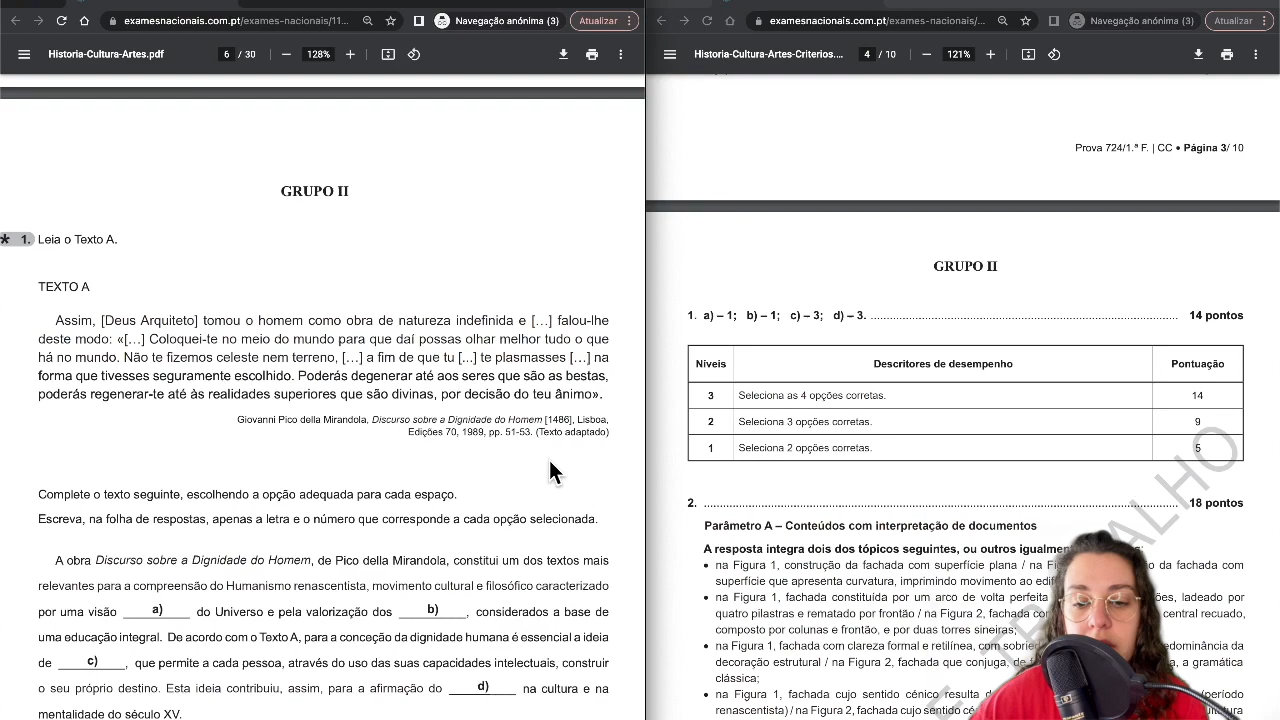 examesnacionais.com.pt/exames-nacionais/11...
Navegação anónima (3)
Atualizar
Historia-Cultura-Artes.pdf
6 / 30
128%
GRUPO II
* 1. Leia o Texto A.
TEXTO A
Assim, [Deus Arquiteto] tomou o homem como obra de natureza indefinida e [...] falou-lhe
deste modo: «[...] Coloquei-te no meio do mundo para que daí possas olhar melhor tudo o que
há no mundo. Não te fizemos celeste nem terreno, [...] a fim de que tu [...] te plasmasses [...] na
forma que tivesses seguramente escolhido. Poderás degenerar até aos seres que são as bestas,
poderás regenerar-te até às realidades superiores que são divinas, por decisão do teu ânimo».
Giovanni Pico della Mirandola, Discurso sobre a Dignidade do Homem [1486], Lisboa,
Edições 70, 1989, pp. 51-53. (Texto adaptado)
Complete o texto seguinte, escolhendo a opção adequada para cada espaço.
Escreva, na folha de respostas, apenas a letra e o número que corresponde a cada opção selecionada.
A obra Discurso sobre a Dignidade do Homem, de Pico della Mirandola, constitui um dos textos mais
relevantes para a compreensão do Humanismo renascentista, movimento cultural e filosófico caracterizado
por uma visão a) do Universo e pela valorização dos b) , considerados a base de
uma educação integral. De acordo com o Texto A, para a conceção da dignidade humana é essencial a ideia
de c) , que permite a cada pessoa, através do uso das suas capacidades intelectuais, construir
o seu próprio destino. Esta ideia contribuiu, assim, para a afirmação do d) na cultura e na
mentalidade do século XV.
examesnacionais.com.pt/exames-nacionais/...
Navegação anónima (3)
Atualizar
Historia-Cultura-Artes-Criterios....
4 / 10
121%
Prova 724/1.ª F. | CC • Página 3/ 10
GRUPO II
1. a) – 1; b) – 1; c) – 3; d) – 3. 14 pontos
Níveis Descritores de desempenho Pontuação
3 Seleciona as 4 opções corretas. 14
2 Seleciona 3 opções corretas. 9
1 Seleciona 2 opções corretas. 5
2. 18 pontos
Parâmetro A – Conteúdos com interpretação de documentos
A resposta integra dois dos tópicos seguintes, ou outros
• na Figura 1, construção da fachada com superfície plana / na da fachada com
superfície que apresenta curvatura, imprimindo movimento ao
• na Figura 1, fachada constituída por um arco de volta perfeita ladeado por
quatro pilastras e rematado por frontão / na Figura 2, fachada central recuado,
composto por colunas e frontão, e por duas torres sineiras;
• na Figura 1, fachada com clareza formal e retilínea, com
decoração estrutural / na Figura 2, fachada que conjuga, a gramática
clássica;
• na Figura 1, fachada cujo sentido cénico resulta (período
renascentista) / na Figura 2, fachada cujo sentido
TRABALHO